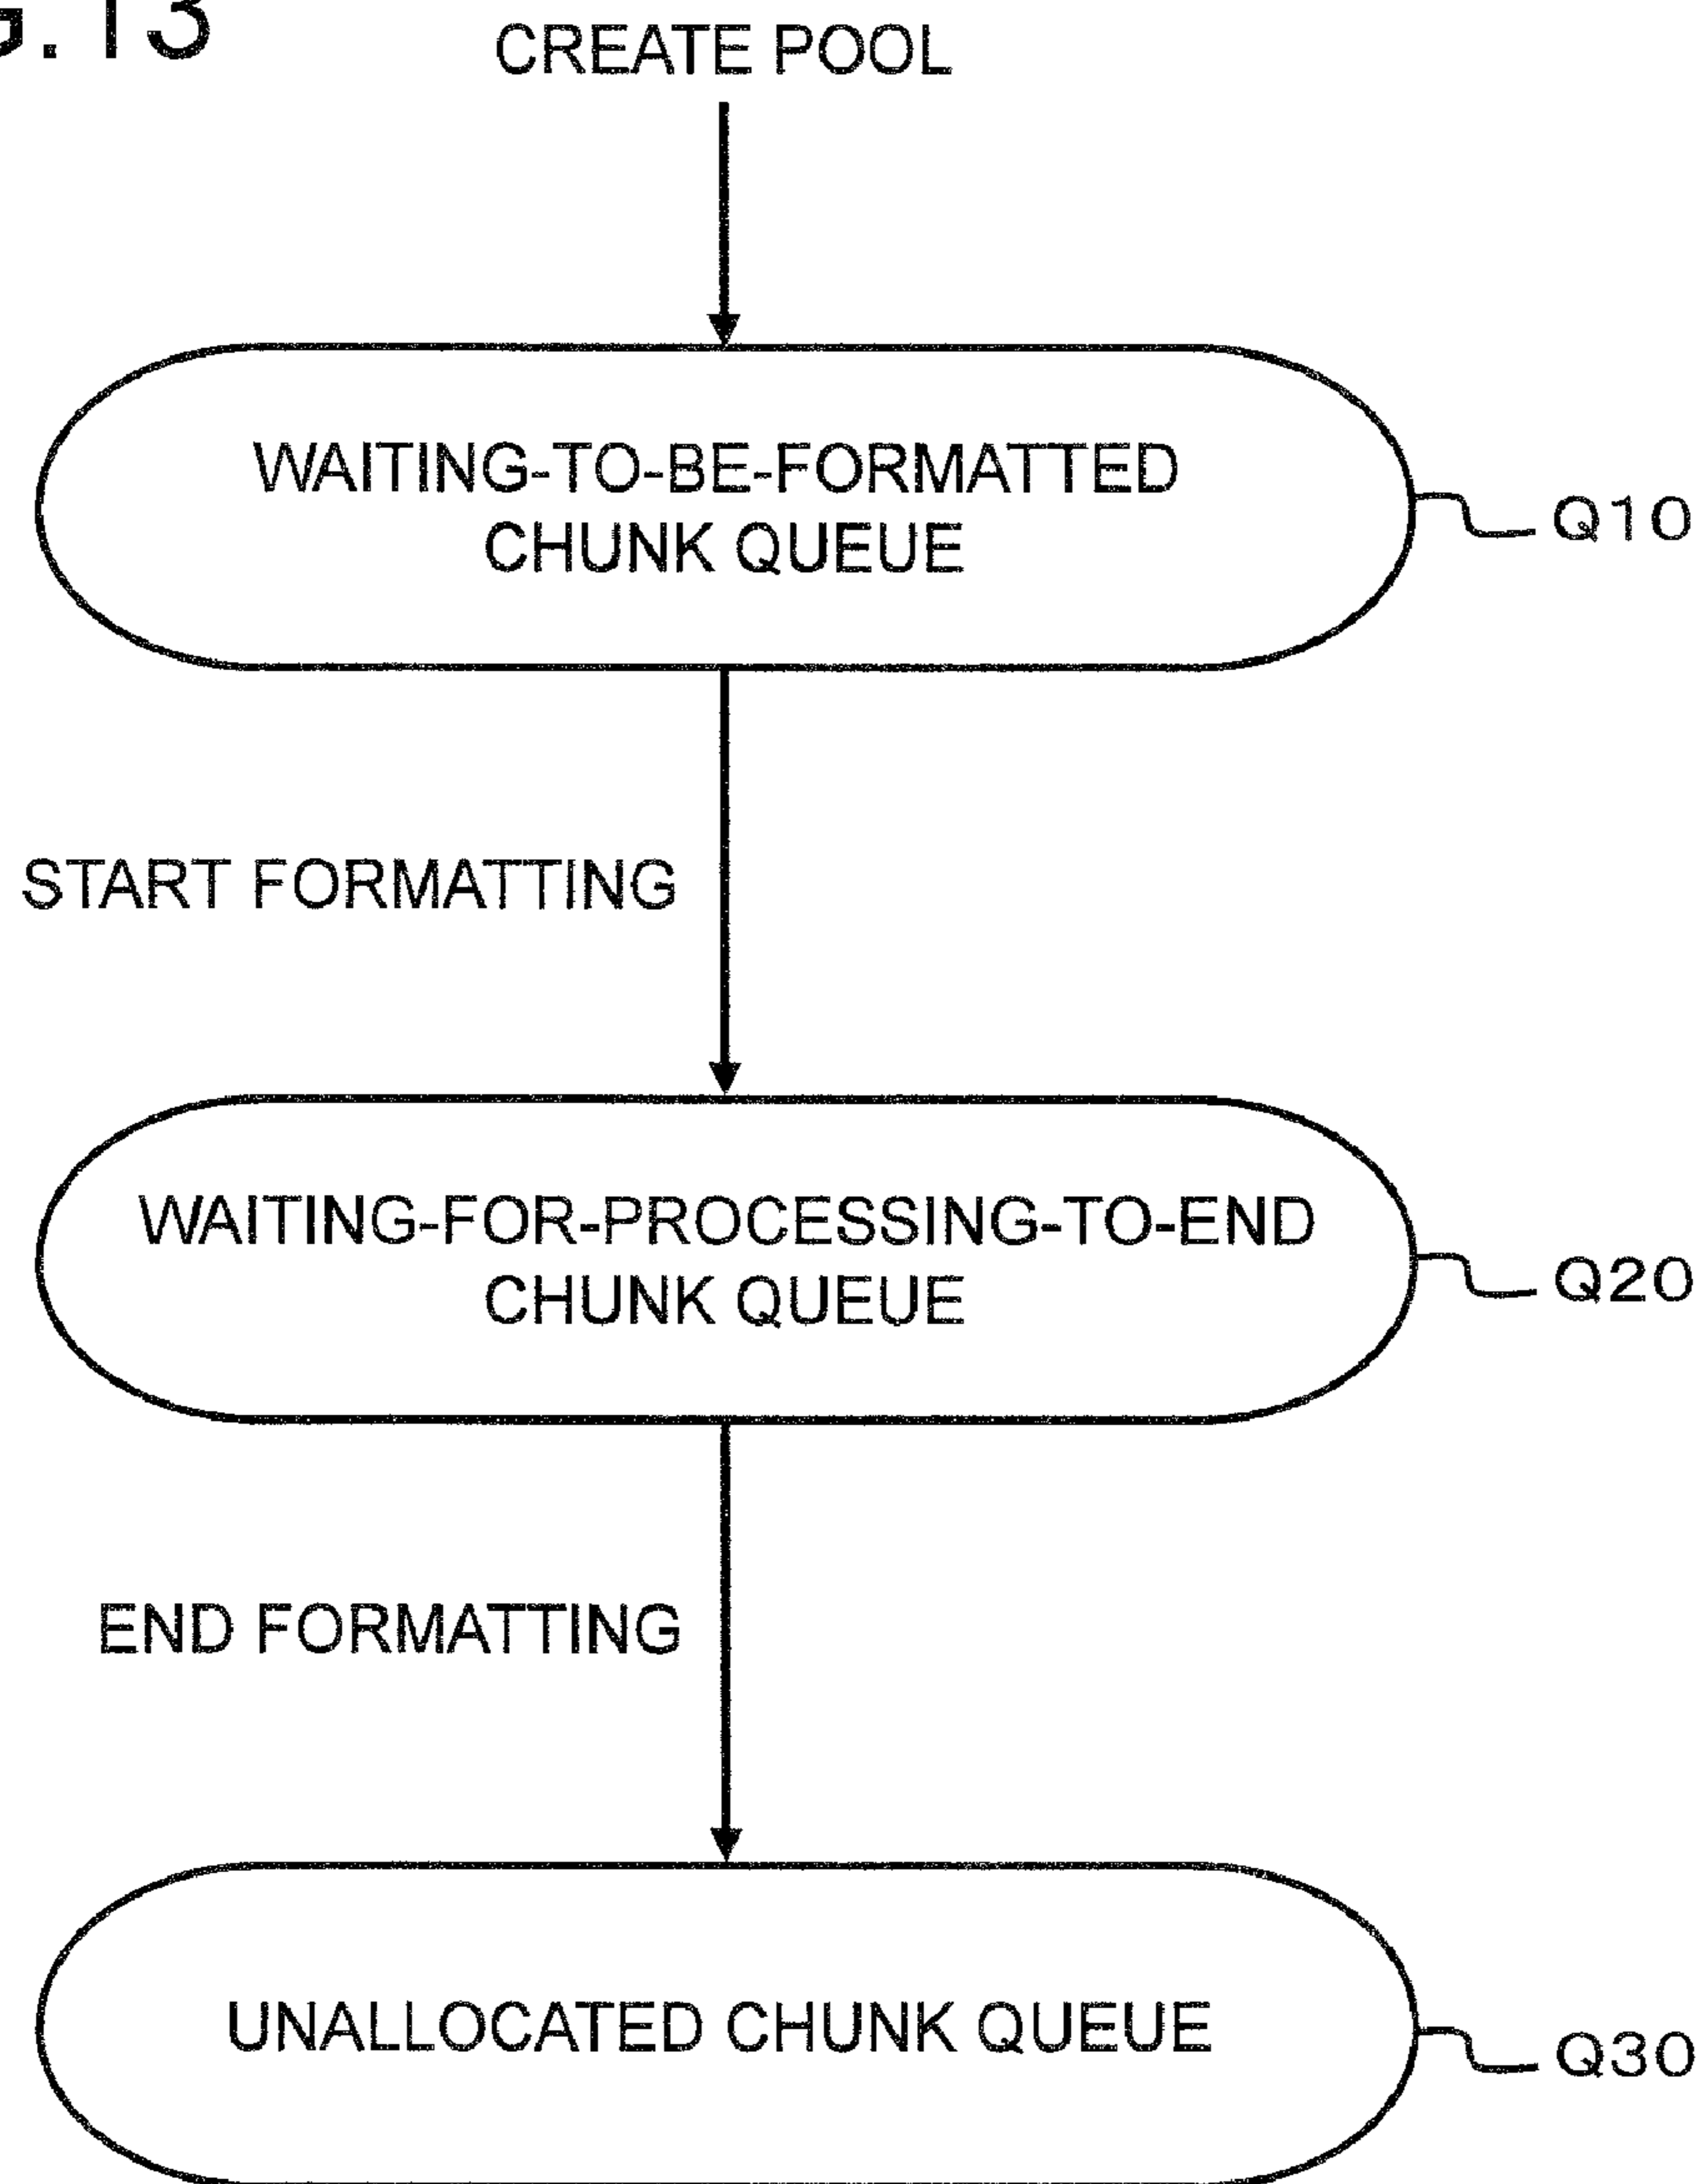 G.13
CREATE POOL
WAITING-TO-BE-FORMATTED
CHUNK QUEUE
Q10
START FORMATTING
WAITING-FOR-PROCESSING-TO-END
CHUNK QUEUE
Q20
END FORMATTING
UNALLOCATED CHUNK QUEUE
Q30